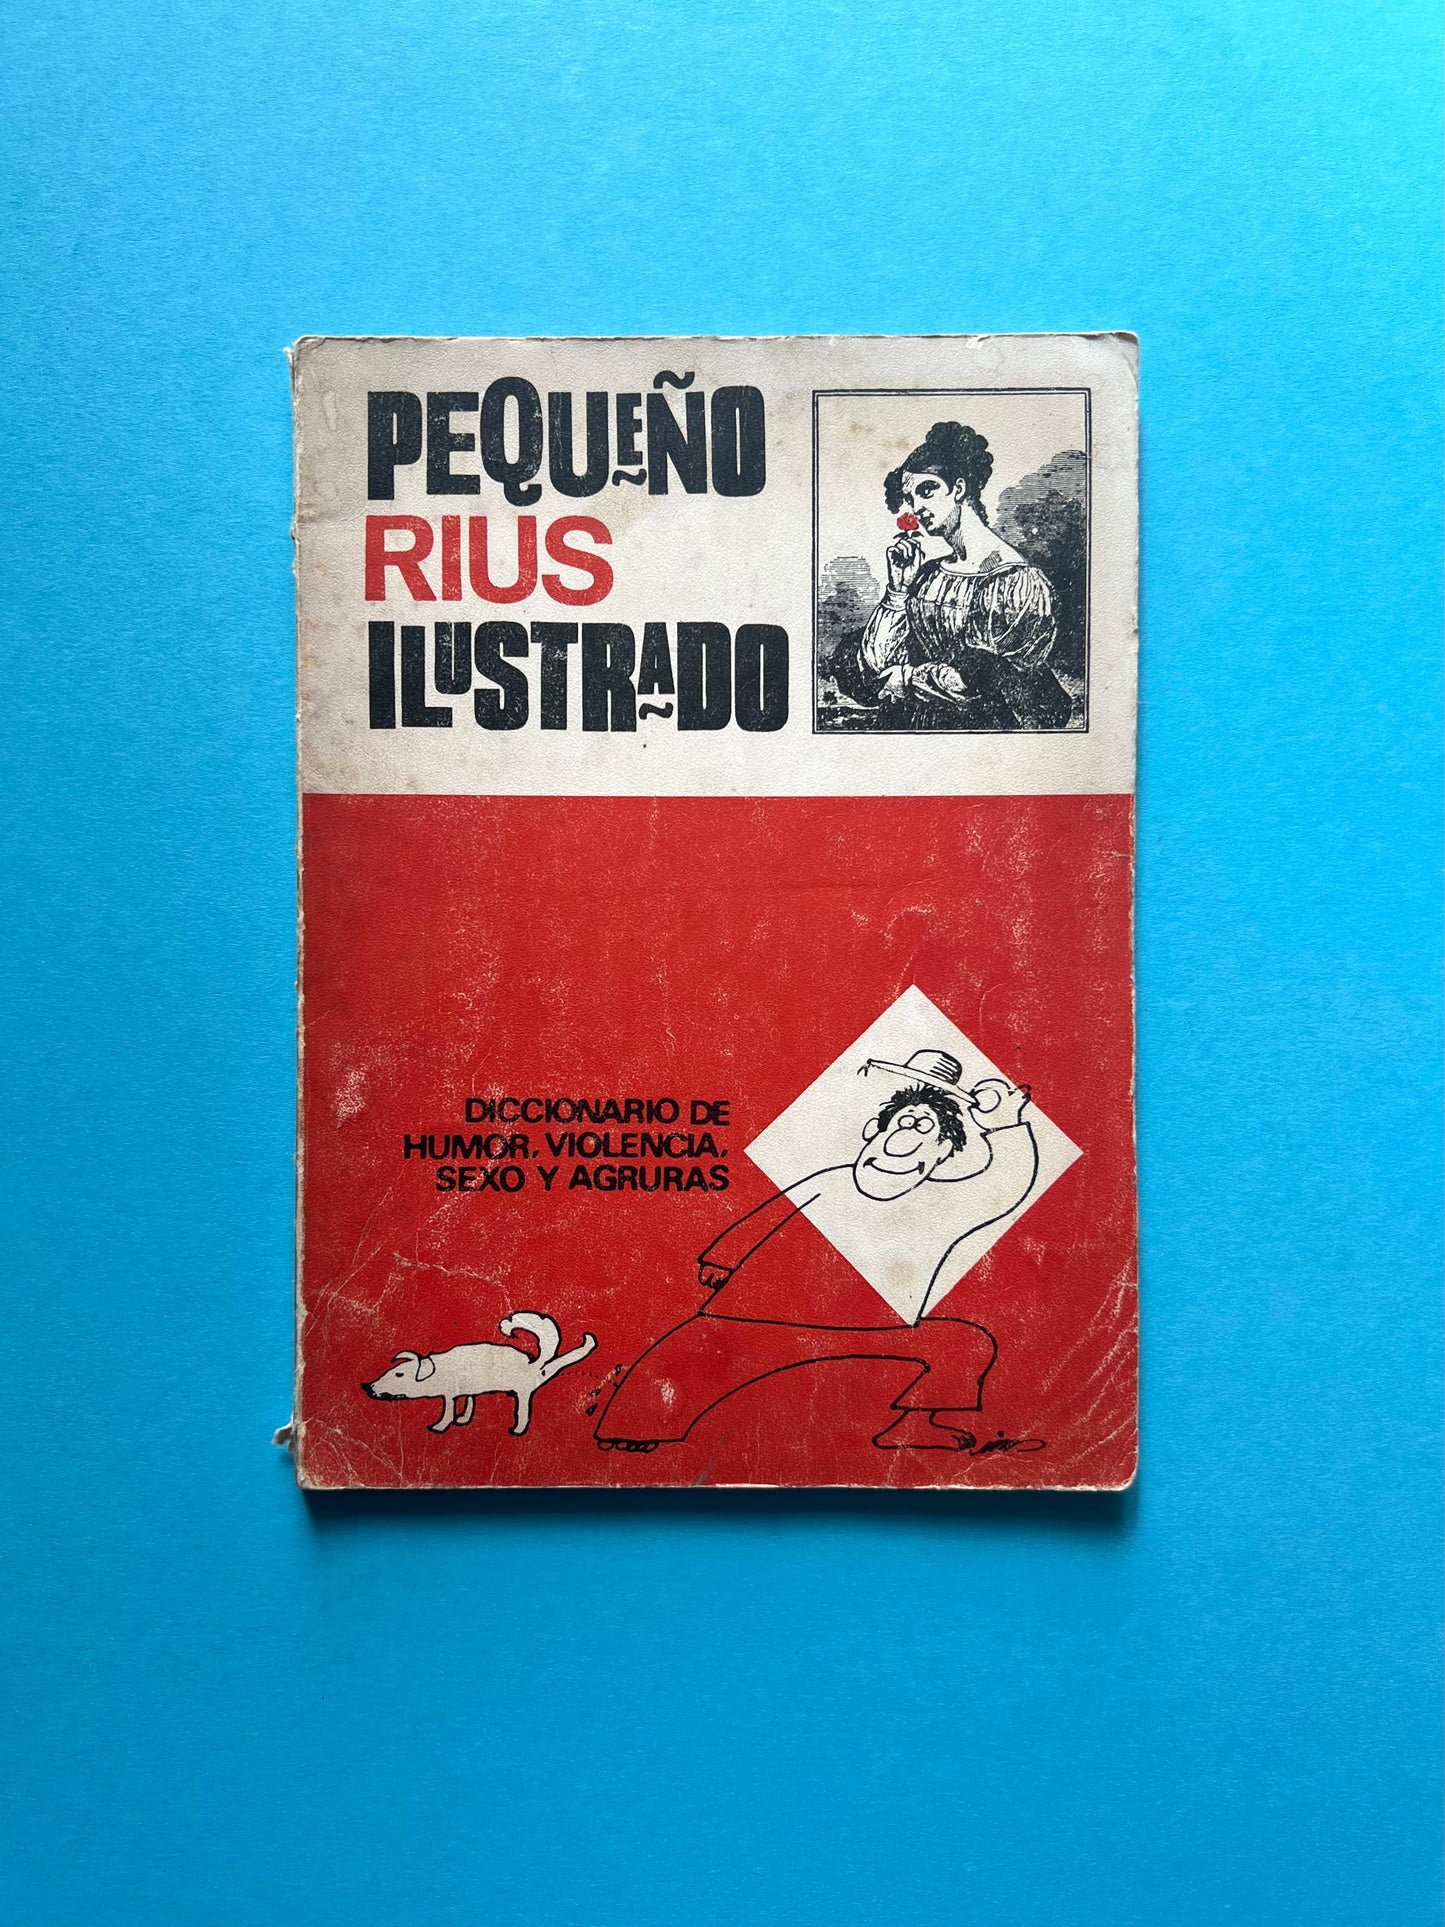 PEQUEÑO
RIUS
ILUSTRADO
DICCIONARIO DE
HUMOR, VIOLENCIA,
SEXO Y AGRURAS